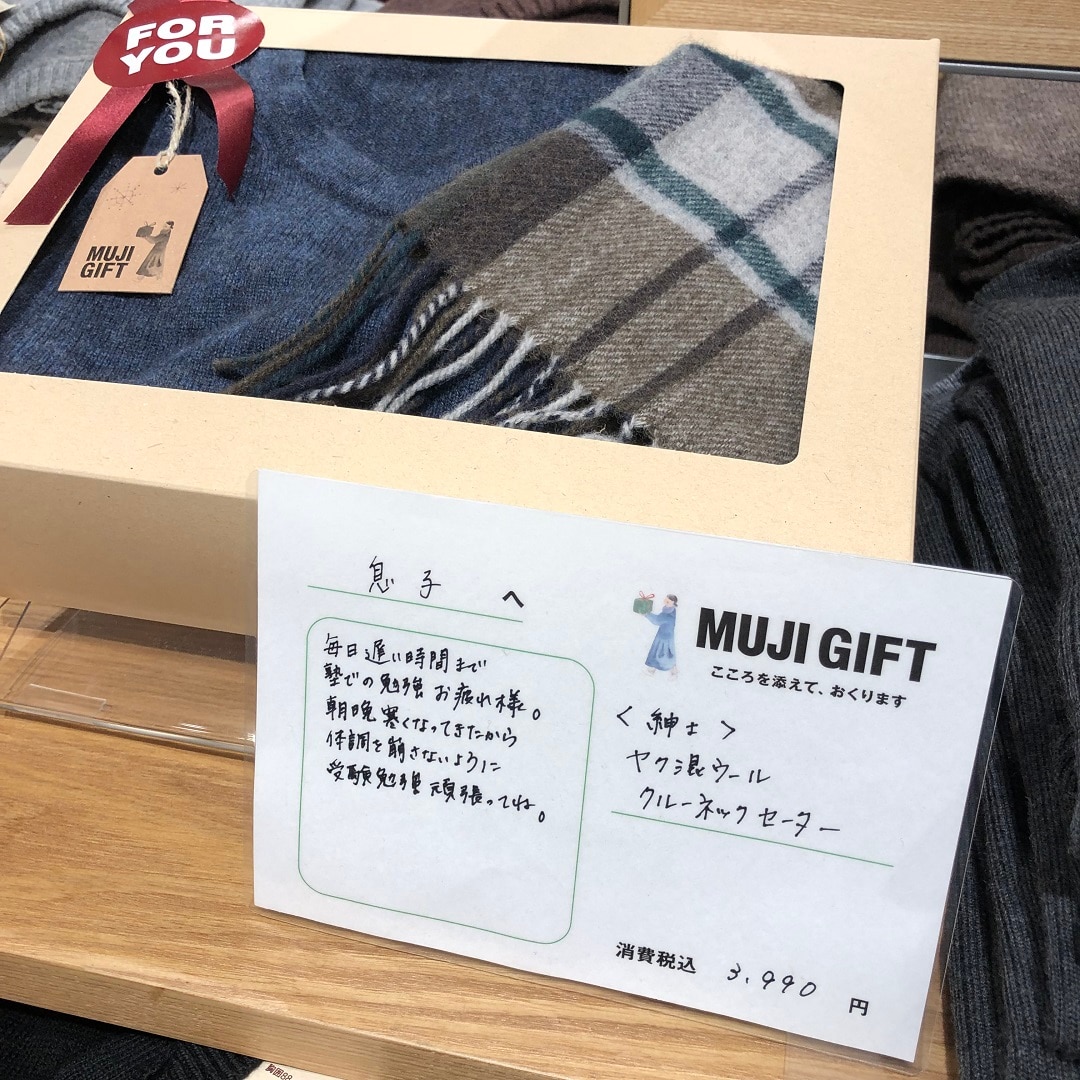 FOR
YOU
MUJI
GIFT
息子 へ
毎日遅い時間まで
塾での勉強お疲れ様。
朝晩寒くなってきたから
体調を崩さないように
受験勉強頑張ってね。
MUJI GIFT
こころを添えて、おくります
<紳士>
ヤク混ウール
クルーネックセーター
消費税込 3,990 円
胸囲88